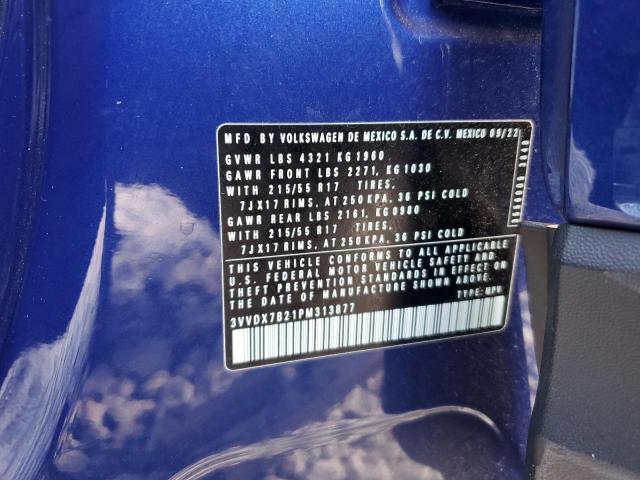 MFD BY VOLKSWAGEN DE MEXICO S.A. DE C.V. MEXICO 09/22
GVWR LBS 4321 KG 1960
GAWR FRONT LBS 2271, KG 1030
WITH 215/55 R17 TIRES,
7JX17 RIMS, AT 250 KPA, 36 PSI COLD
GAWR REAR LBS 2161, KG 0980
WITH 215/55 R17 TIRES,
7JX17 RIMS, AT 250 KPA, 36 PSI COLD
THIS VEHICLE CONFORMS TO ALL APPLICABLE
U.S. FEDERAL MOTOR VEHICLE SAFETY AND
THEFT PREVENTION STANDARDS IN EFFECT ON
THE DATE OF MANUFACTURE SHOWN ABOVE.
TYPE: MPV
3VVDX7B21PM313877